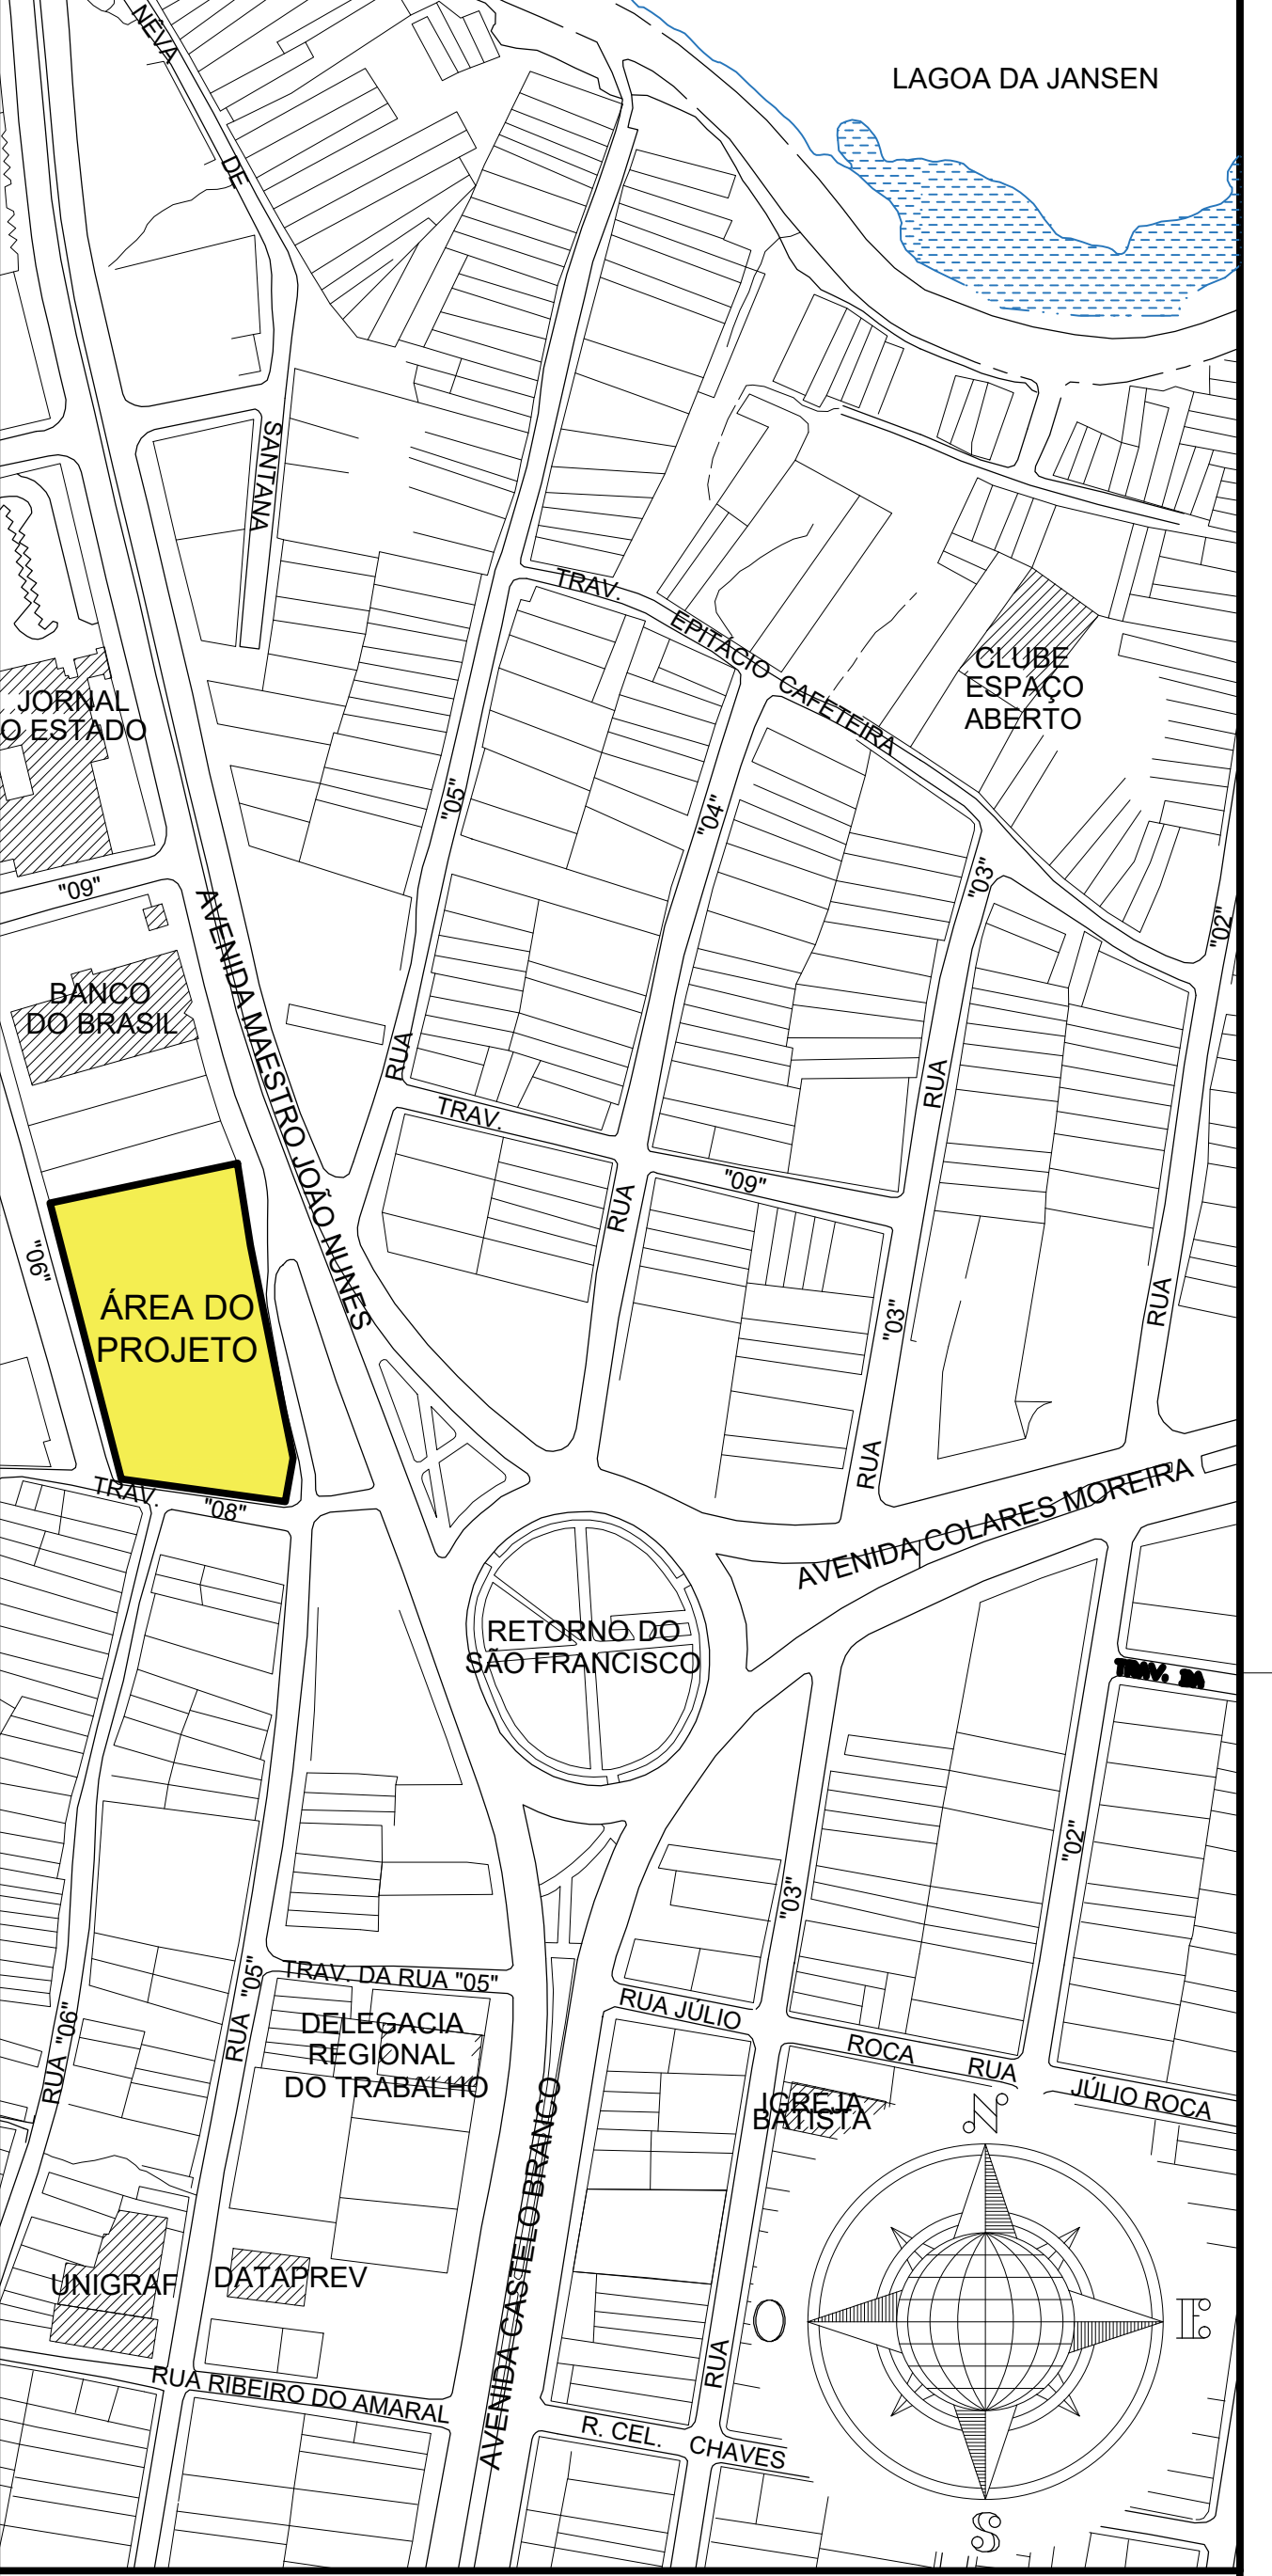 NÊVA
LAGOA DA JANSEN
DE
SANTANA
TRAV.
EPITÁCIO CAFETEIRA
CLUBE
ESPAÇO
ABERTO
JORNAL
O ESTADO
"05"
"04"
"03"
"09"
"02"
AVENIDA MAESTRO JOÃO NUNES
BANCO
DO BRASIL
RUA
RUA
TRAV.
"09"
RUA
"06"
ÁREA DO
PROJETO
RUA
"03"
RUA
AVENIDA COLARES MOREIRA
TRAV.
"08"
RETORNO DO
SÃO FRANCISCO
TRAV. DA
"02"
"03"
RUA "05"
TRAV. DA RUA "05"
RUA JÚLIO
ROCA
RUA
JÚLIO ROCA
RUA "06"
DELEGACIA
REGIONAL
DO TRABALHO
IGREJA
BATISTA
N
AVENIDA CASTELO BRANCO
UNIGRAF
DATAPREV
O
E
RUA
RUA RIBEIRO DO AMARAL
R. CEL.
CHAVES
S